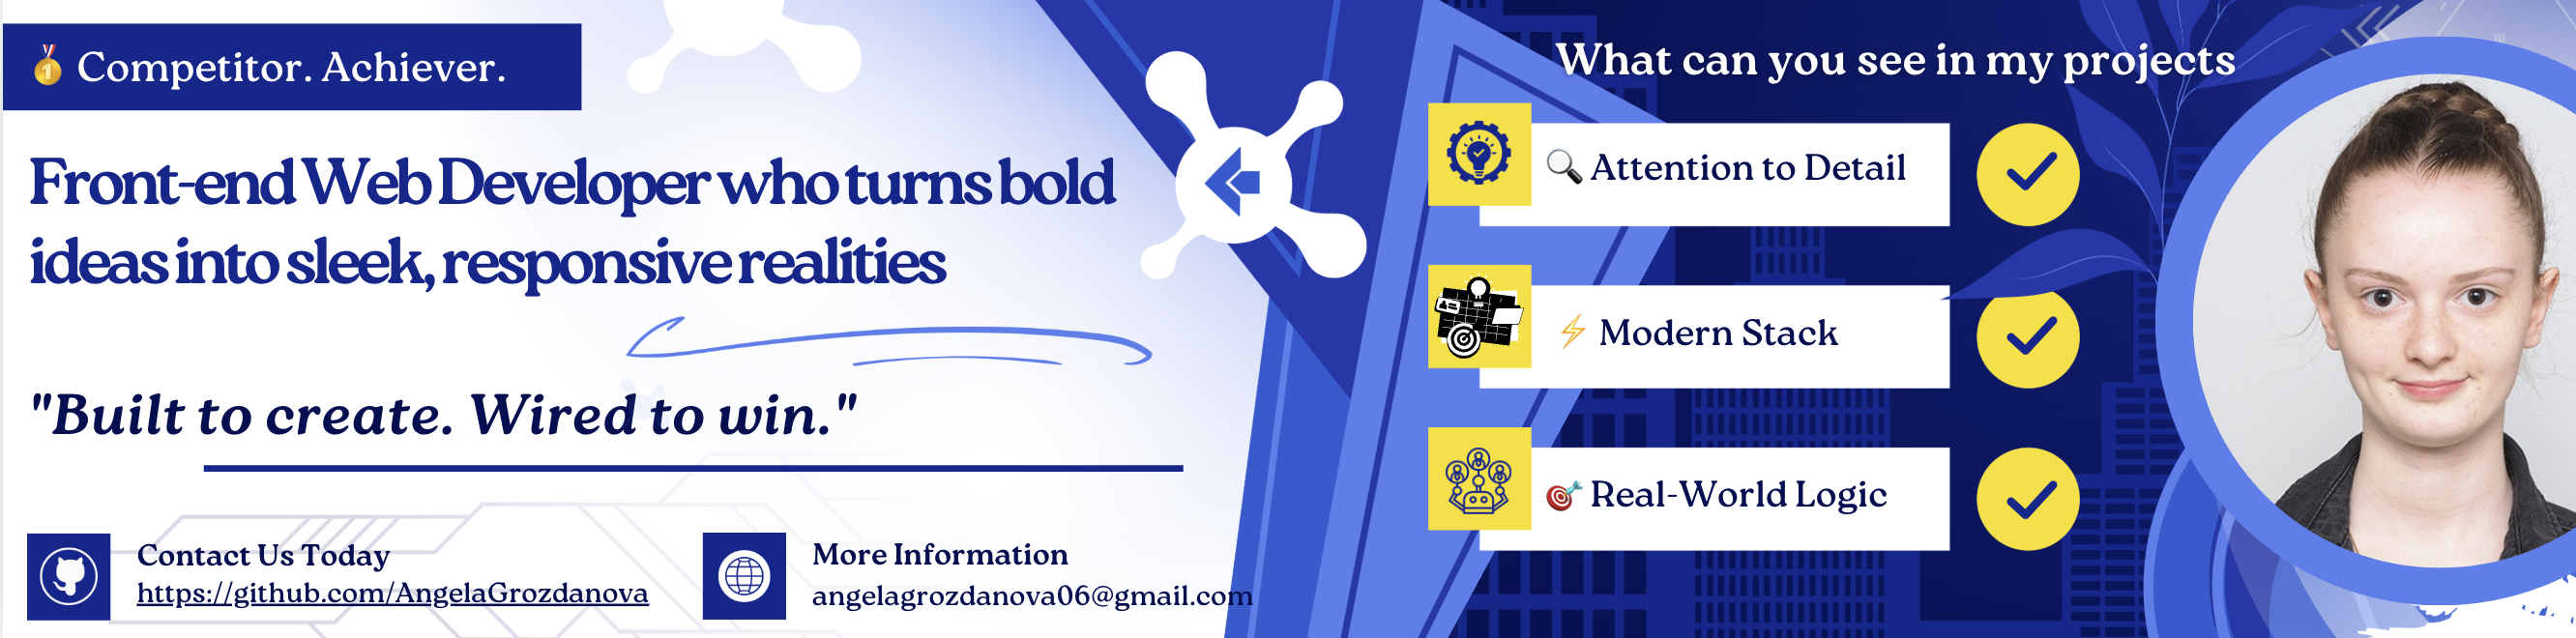 🥇 Competitor. Achiever.
Front-end Web Developer who turns bold
ideas into sleek, responsive realities
"Built to create. Wired to win."
Contact Us Today
https://github.com/AngelaGrozdanova
More Information
angelagrozdanova06@gmail.com
What can you see in my projects
🔍 Attention to Detail
⚡ Modern Stack
🎯 Real-World Logic